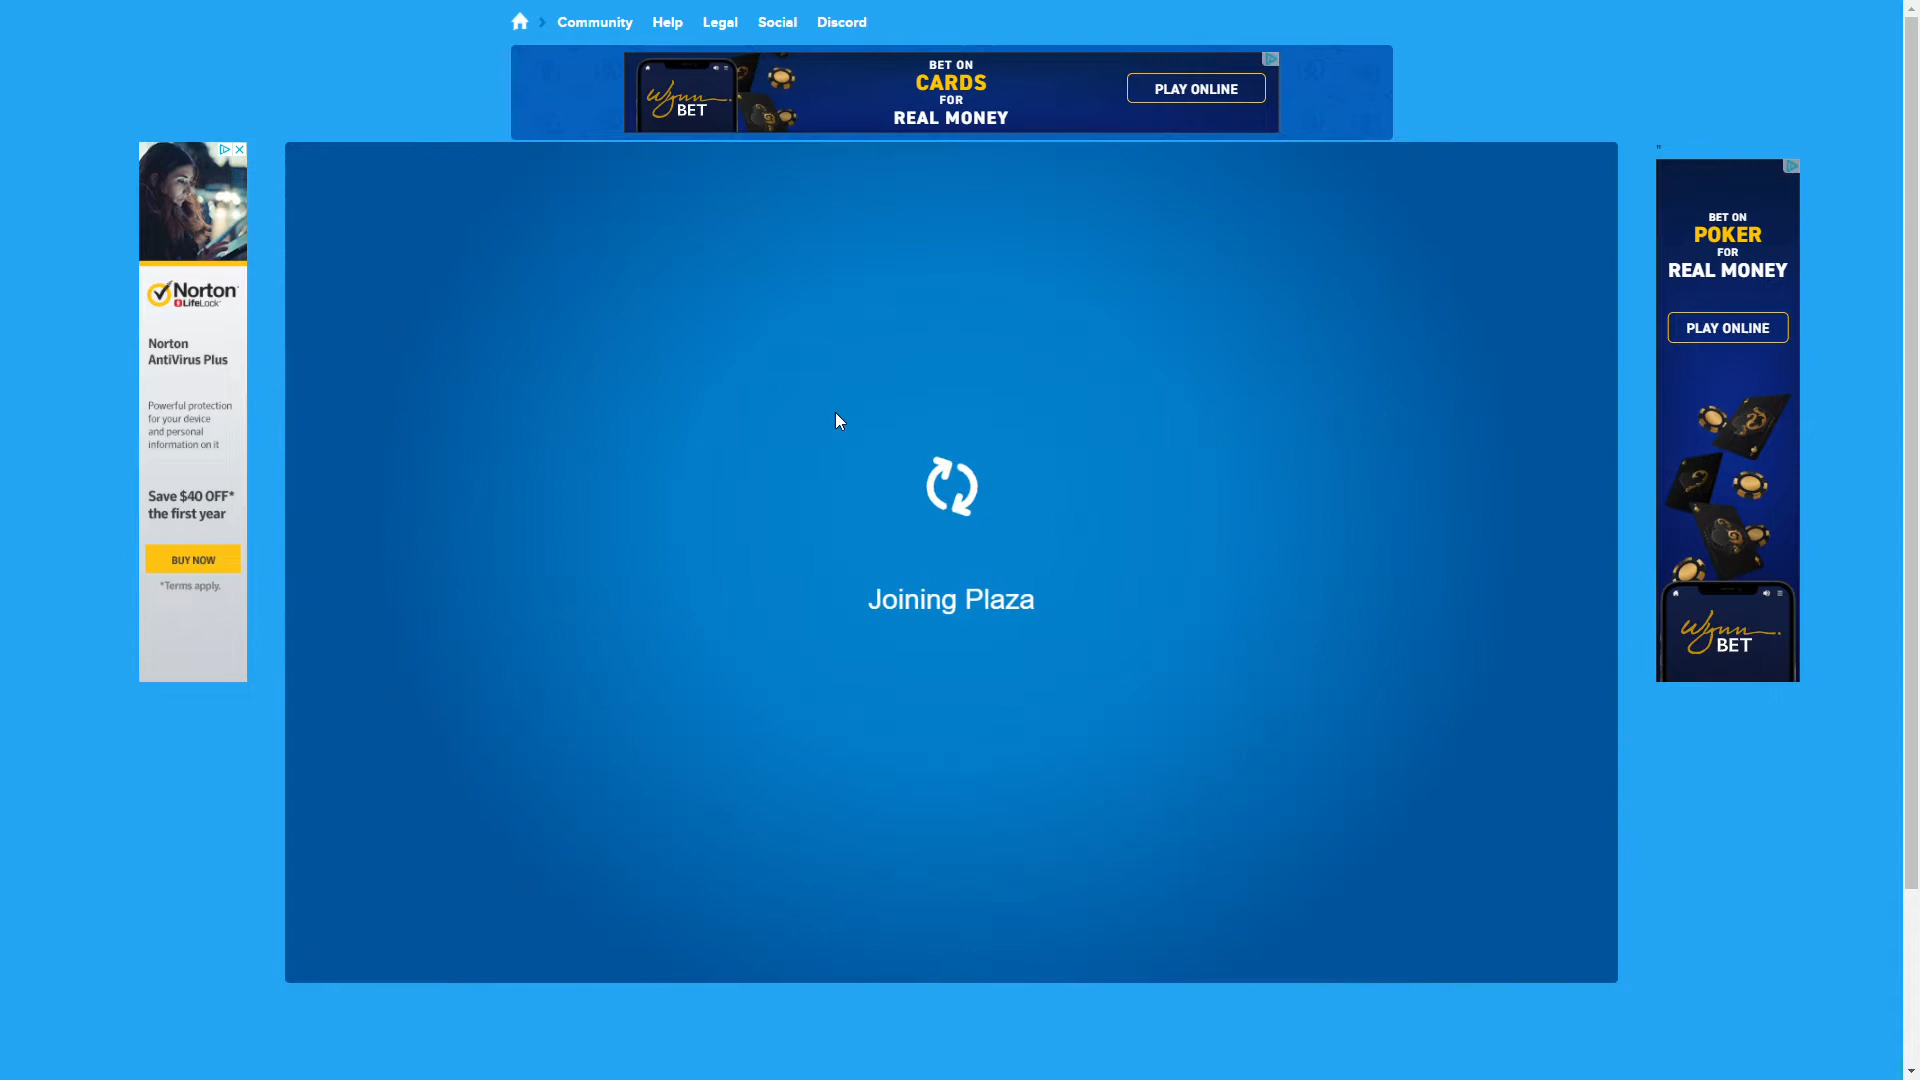 Community Help Legal Social Discord
BET ON
CARDS
FOR
REAL MONEY
PLAY ONLINE
Wynn
BET
Norton
LifeLock
Norton
AntiVirus Plus
Powerful protection
for your device
and personal
information on it
Save $40 OFF*
the first year
BUY NOW
*Terms apply.
Joining Plaza
"
BET ON
POKER
FOR
REAL MONEY
PLAY ONLINE
Wynn
BET